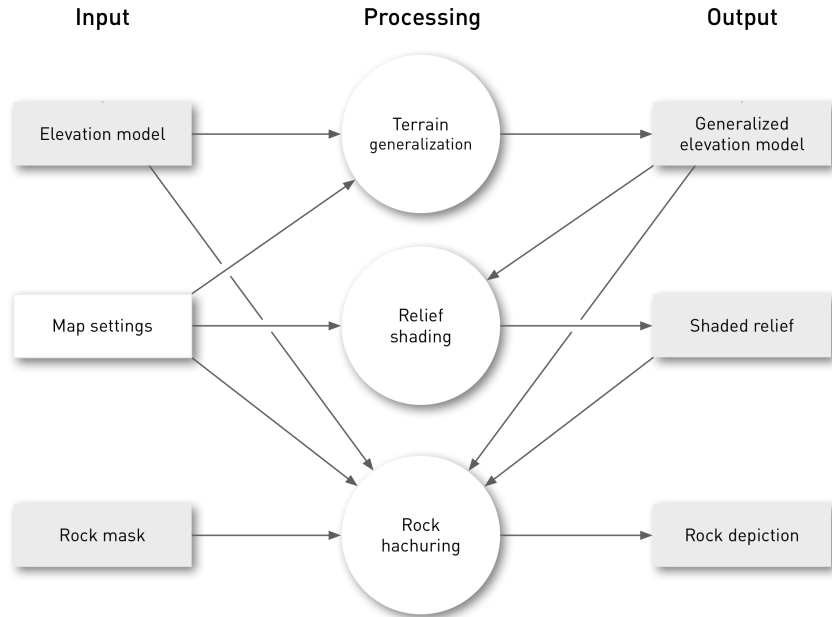 Input
Processing
Output
Elevation model
Terrain
generalization
Generalized
elevation model
Map settings
Relief
shading
Shaded relief
Rock mask
Rock
hachuring
Rock depiction